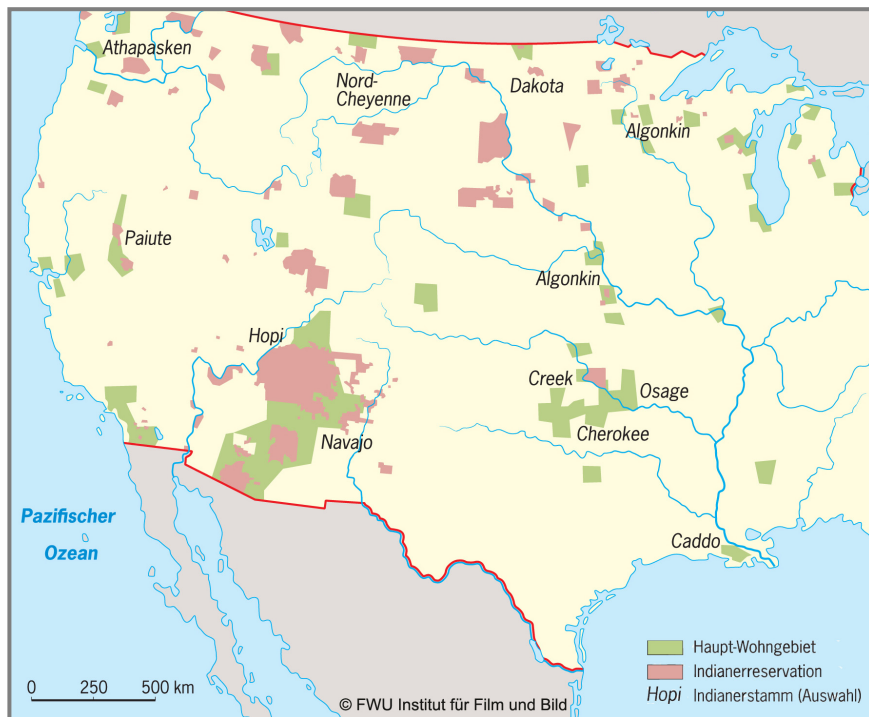 Athapasken
Nord-
Cheyenne
Dakota
Algonkin
Paiute
Algonkin
Hopi
Creek
Osage
Navajo
Cherokee
Pazifischer
Ozean
Caddo
Haupt-Wohngebiet
Indianerreservation
Hopi Indianerstamm (Auswahl)
0 250 500 km
© FWU Institut für Film und Bild